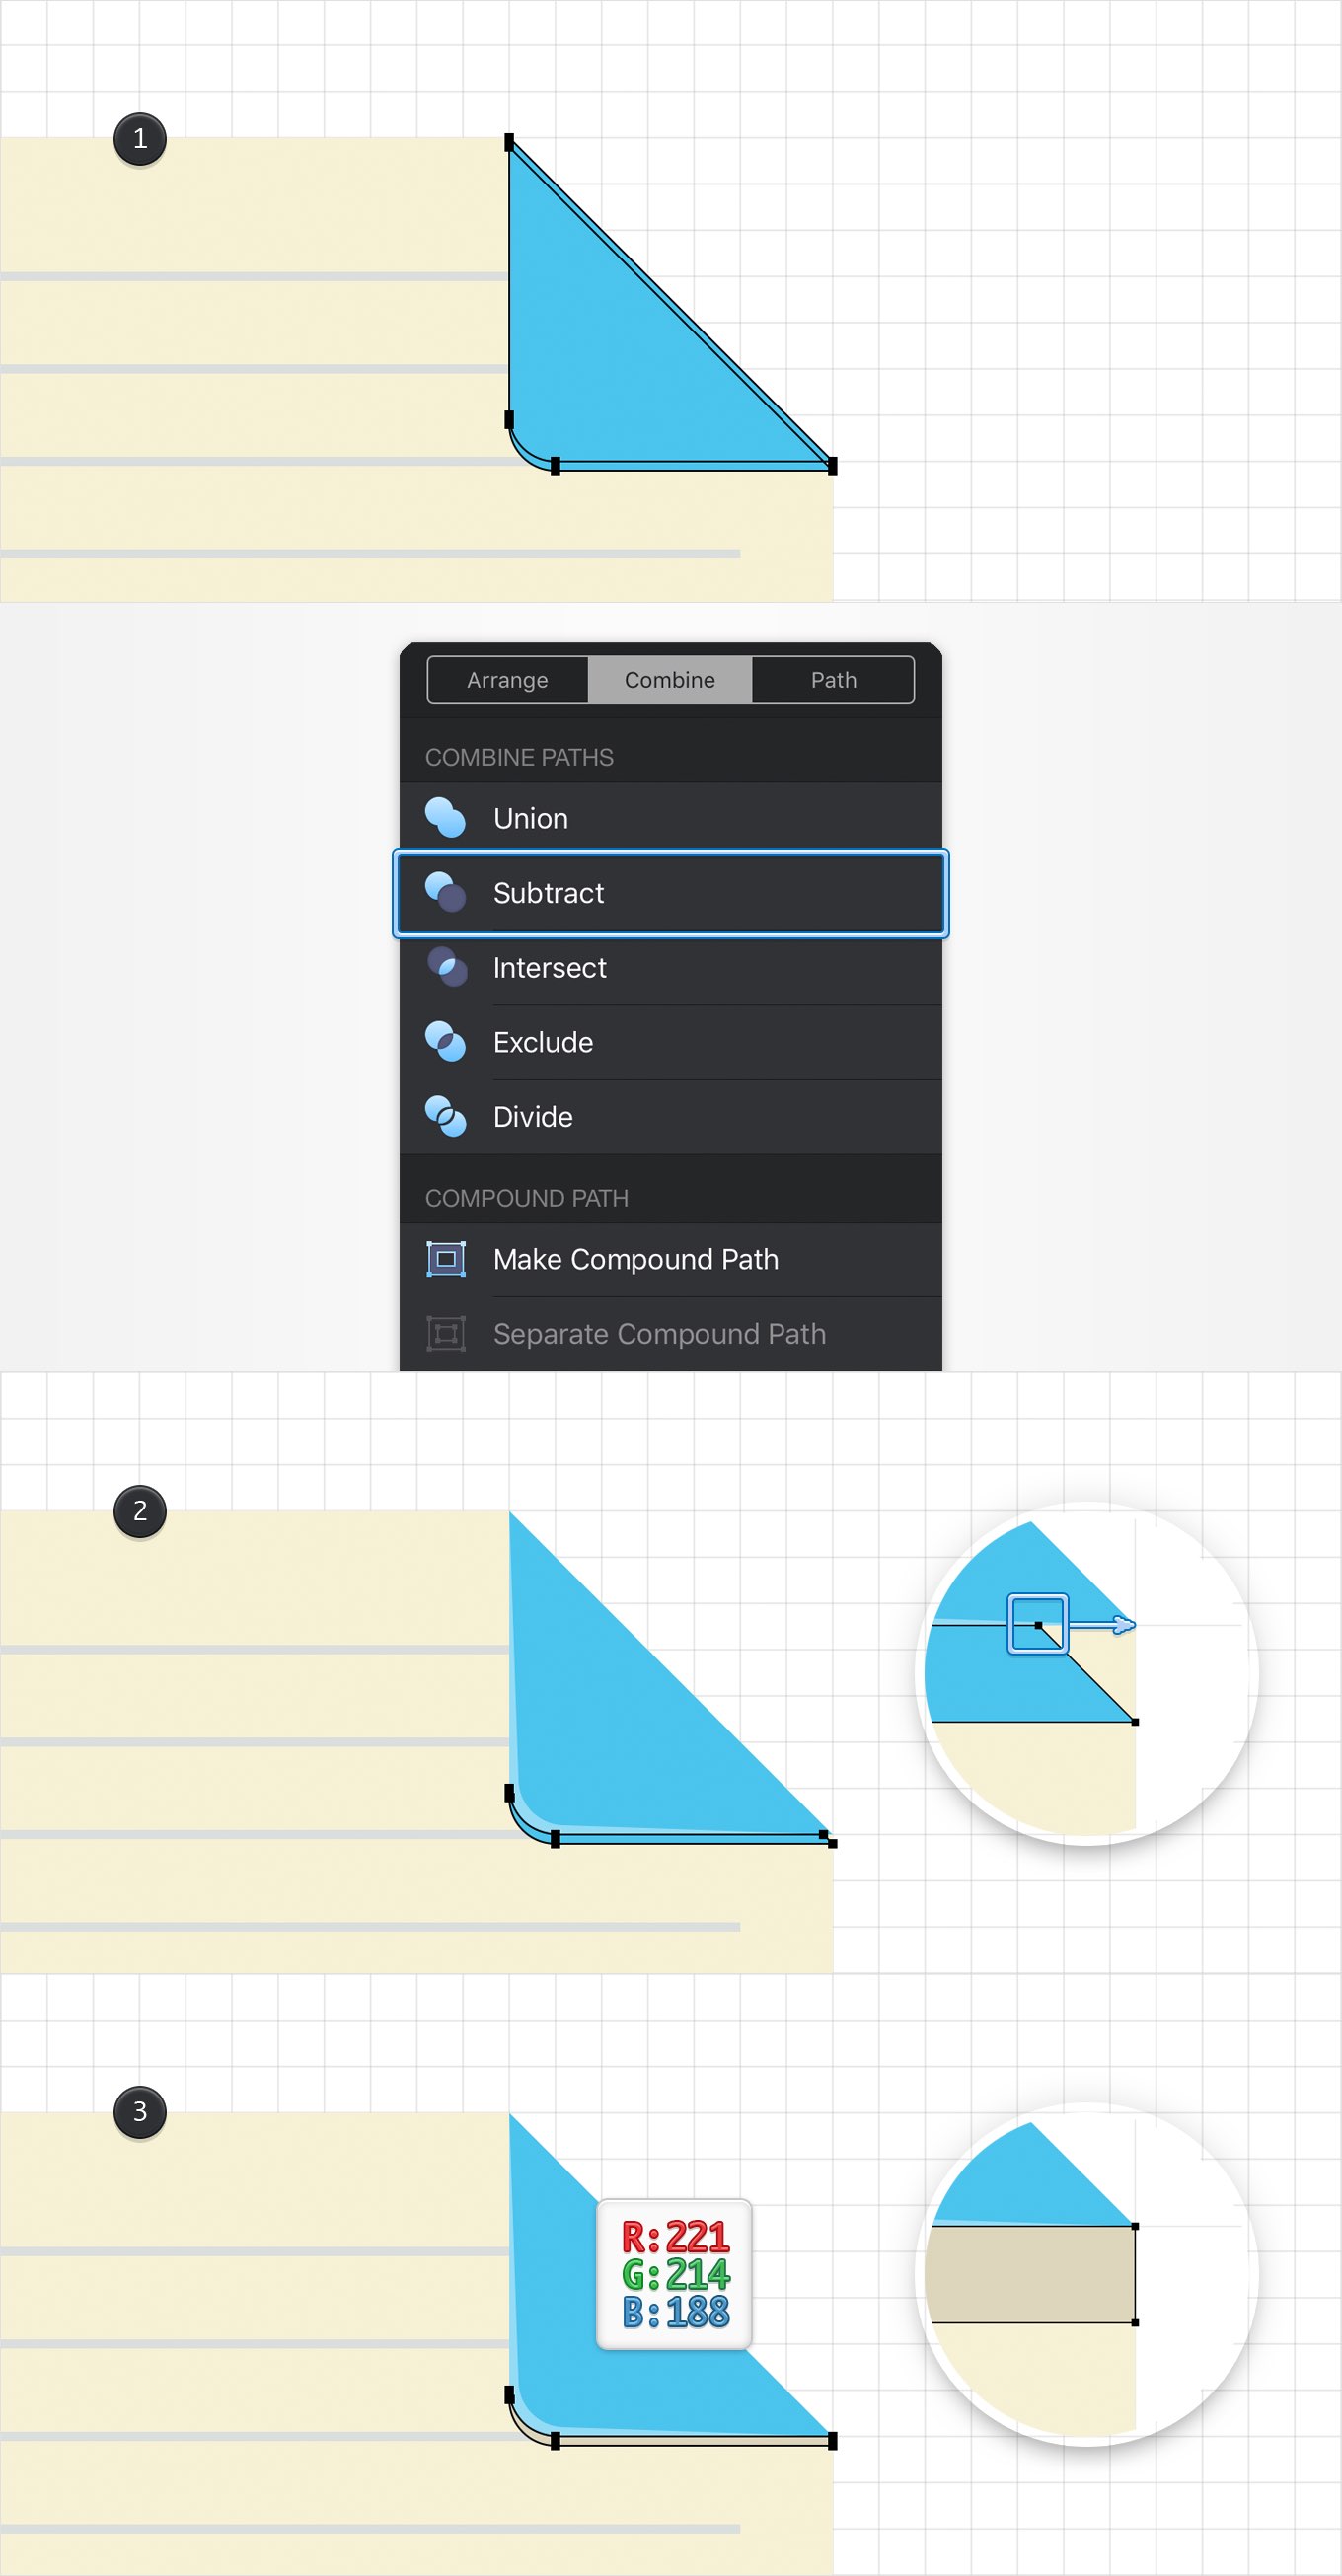 1
Arrange Combine Path
COMBINE PATHS
Union
Subtract
Intersect
Exclude
Divide
COMPOUND PATH
Make Compound Path
Separate Compound Path
2
3
R:221
G:214
B:188